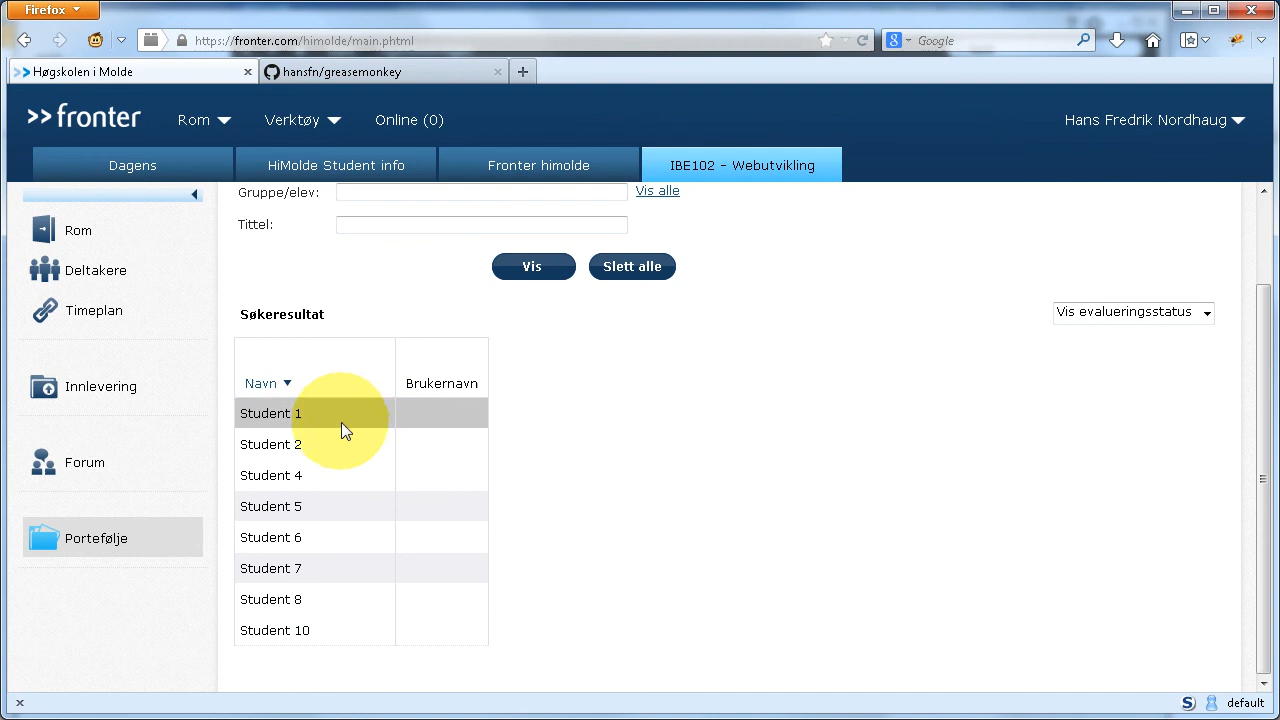 Firefox
https://fronter.com/himolde/main.phtml
Google
Høgskolen i Molde
hansfn/greasemonkey
>>fronter
Rom
Verktøy
Online (0)
Hans Fredrik Nordhaug
Dagens
HiMolde Student info
Fronter himolde
IBE102 - Webutvikling
Rom
Deltakere
Timeplan
Innlevering
Forum
Portefølje
Gruppe/elev:
Vis alle
Tittel:
Vis
Slett alle
Søkeresultat
Vis evalueringsstatus
Navn
Brukernavn
Student 1
Student 2
Student 4
Student 5
Student 6
Student 7
Student 8
Student 10
default